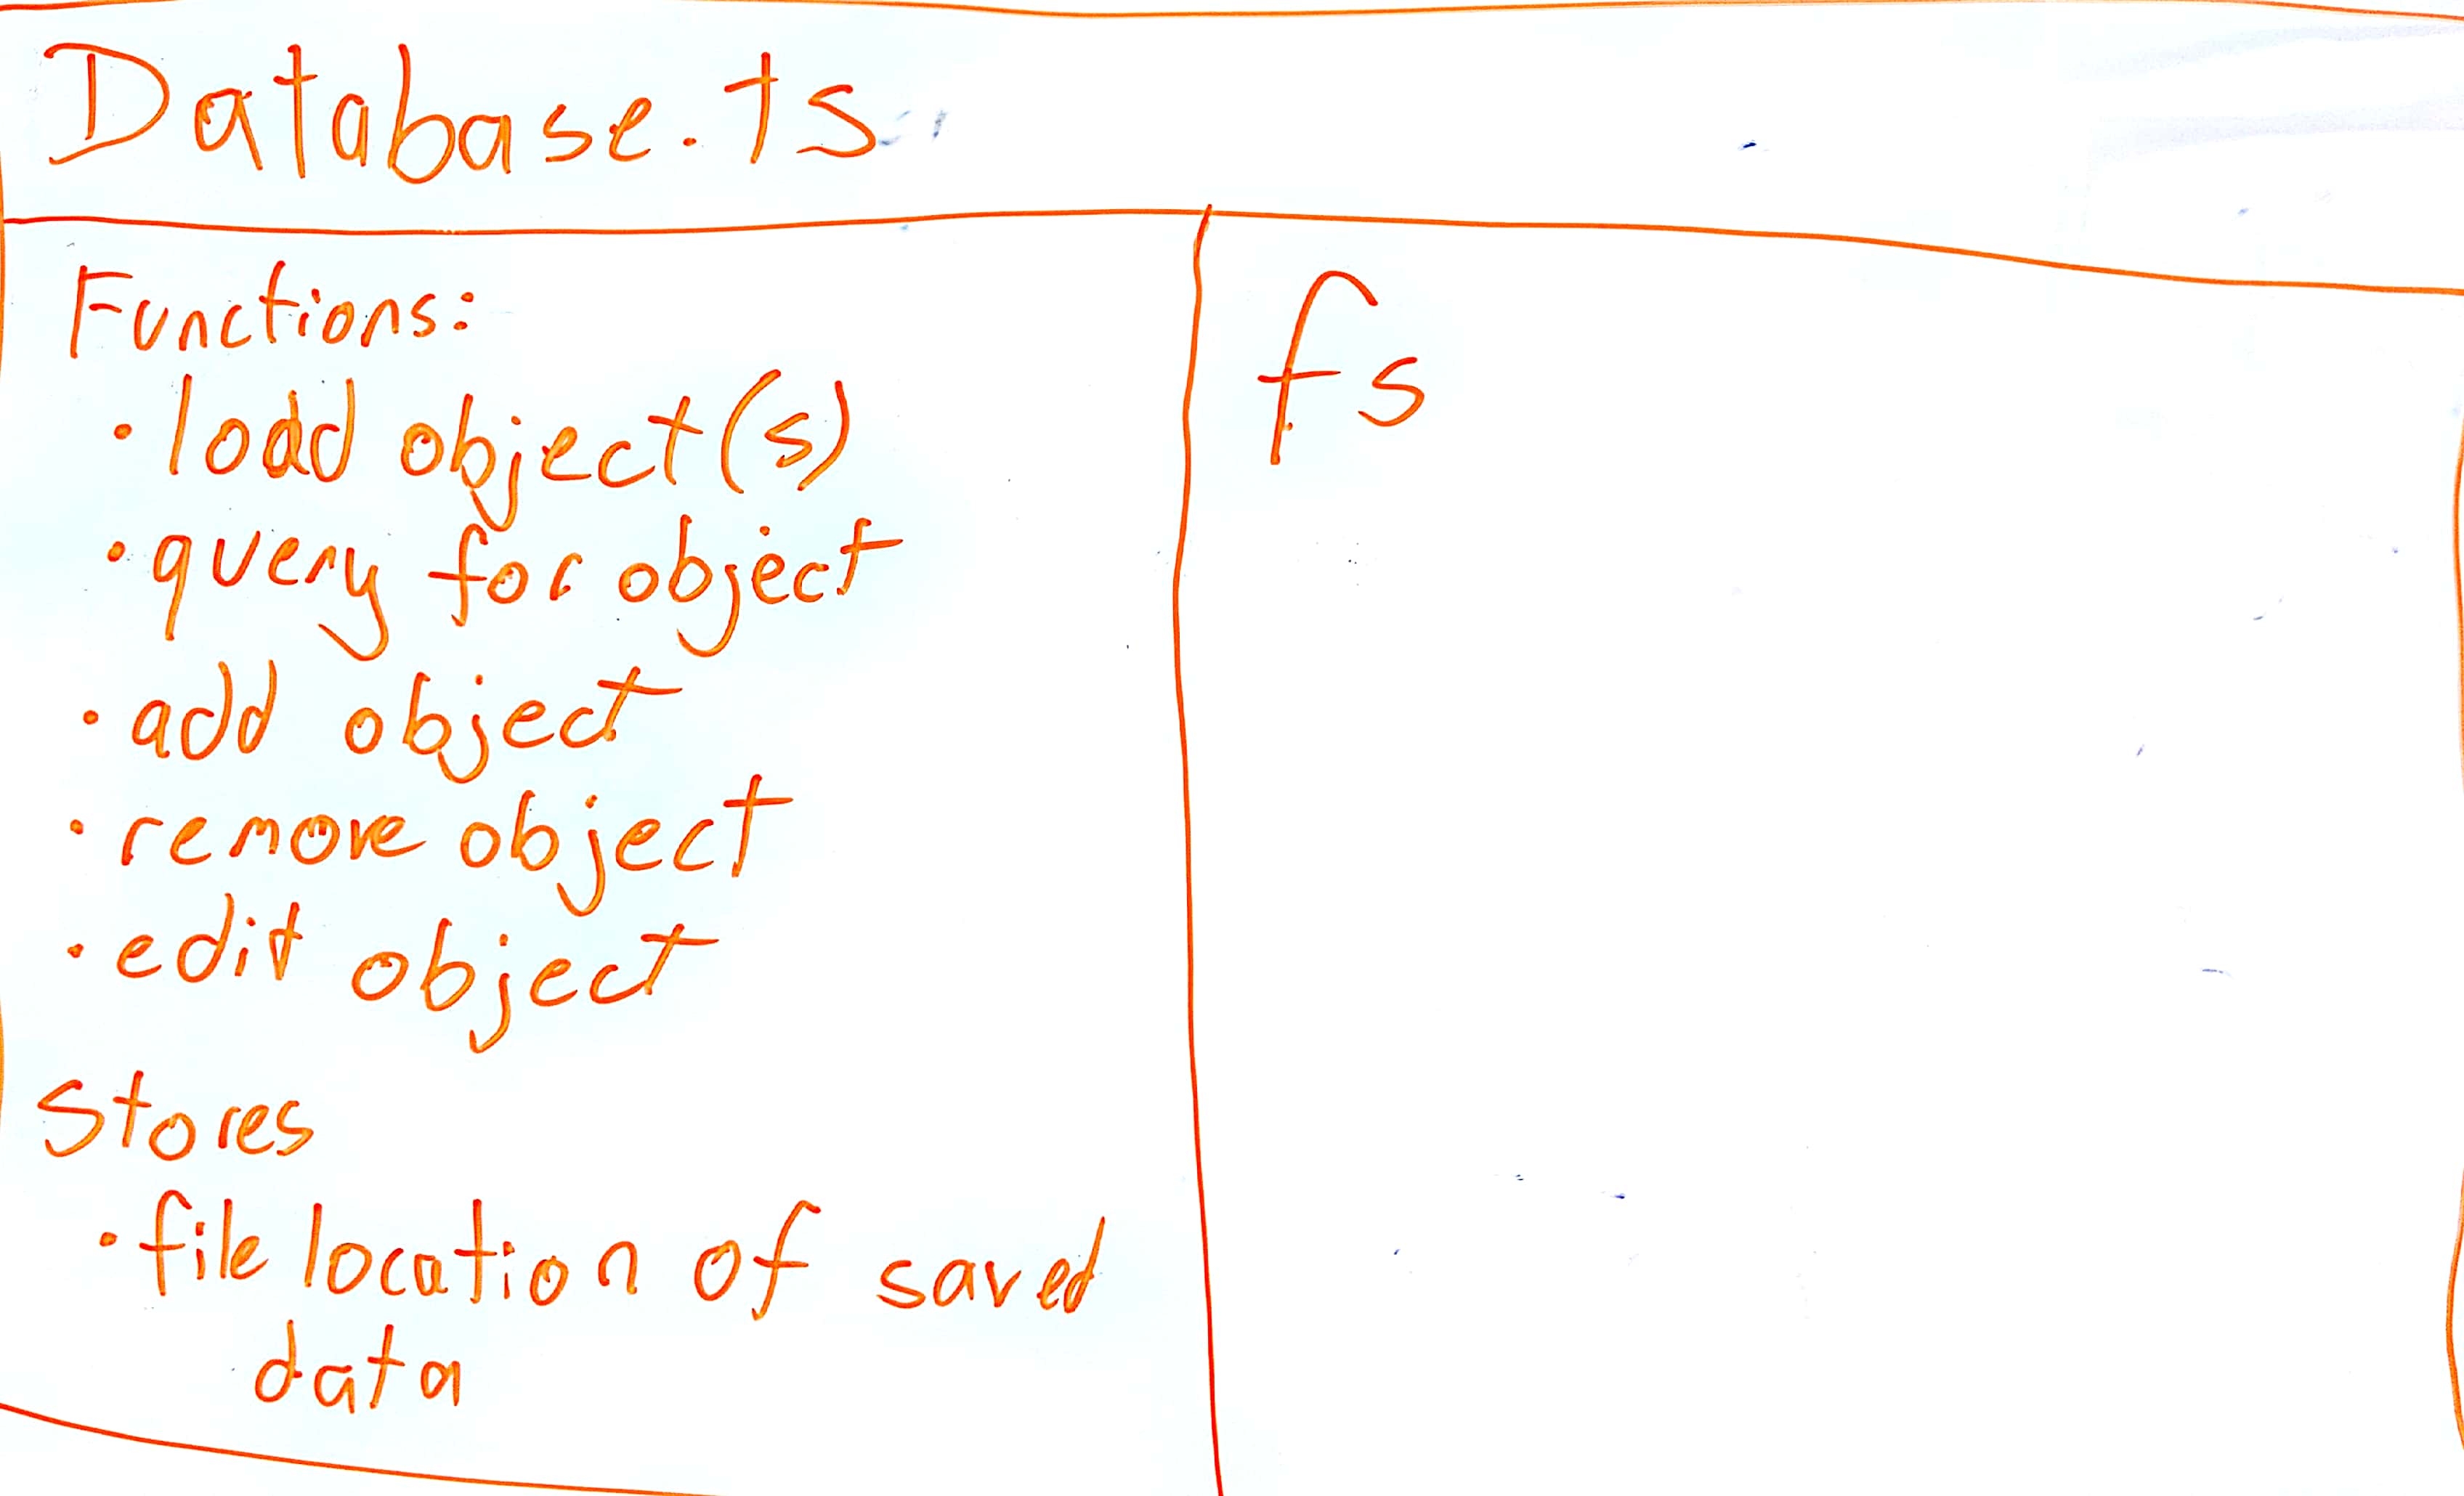 Database.ts
Functions:
• load object(s)
• query for object
• add object
• remove object
• edit object
Stores
• file location of saved
data
fs